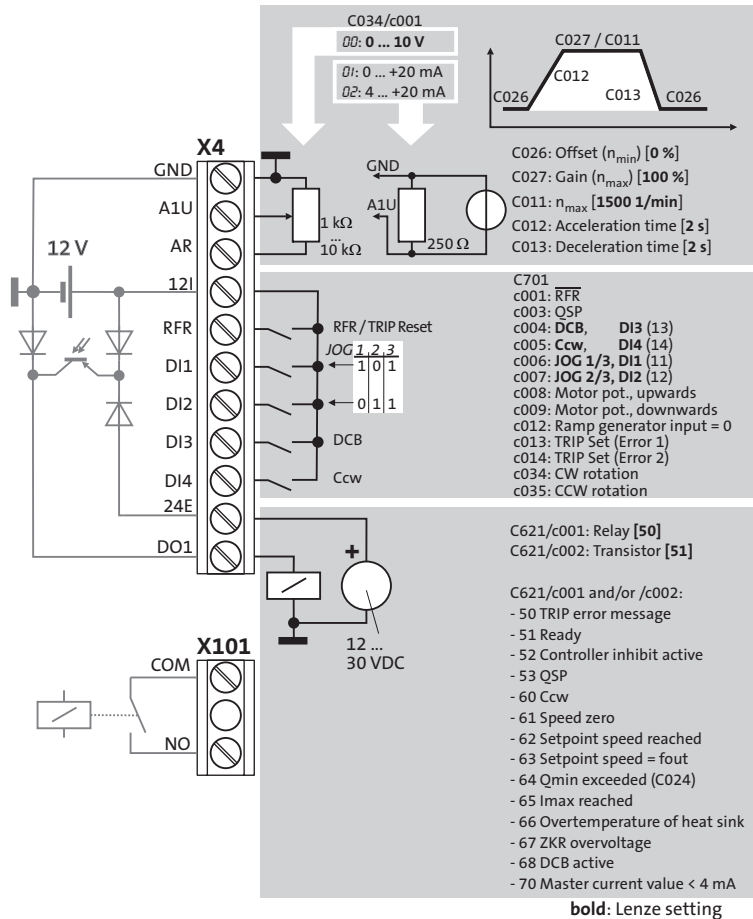 C034/c001
00: 0 ... 10 V
01: 0 ... +20 mA
02: 4 ... +20 mA
C027 / C011
C012
C026
C013
C026
X4
GND
A1U
AR
12I
RFR
DI1
DI2
DI3
DI4
24E
DO1
12 V
1 kΩ
...
10 kΩ
GND
A1U
250 Ω
C026: Offset (nmin) [0 %]
C027: Gain (nmax) [100 %]
C011: nmax [1500 1/min]
C012: Acceleration time [2 s]
C013: Deceleration time [2 s]
RFR / TRIP Reset
JOG 1 2 3
1 0 1
0 1 1
DCB
Ccw
C701
c001: RFR
c003: QSP
c004: DCB, DI3 (13)
c005: Ccw, DI4 (14)
c006: JOG 1/3, DI1 (11)
c007: JOG 2/3, DI2 (12)
c008: Motor pot., upwards
c009: Motor pot., downwards
c012: Ramp generator input = 0
c013: TRIP Set (Error 1)
c014: TRIP Set (Error 2)
c034: CW rotation
c035: CCW rotation
+
12 ...
30 VDC
X101
COM
NO
C621/c001: Relay [50]
C621/c002: Transistor [51]
C621/c001 and/or /c002:
- 50 TRIP error message
- 51 Ready
- 52 Controller inhibit active
- 53 QSP
- 60 Ccw
- 61 Speed zero
- 62 Setpoint speed reached
- 63 Setpoint speed = fout
- 64 Qmin exceeded (C024)
- 65 Imax reached
- 66 Overtemperature of heat sink
- 67 ZKR overvoltage
- 68 DCB active
- 70 Master current value < 4 mA
bold: Lenze setting